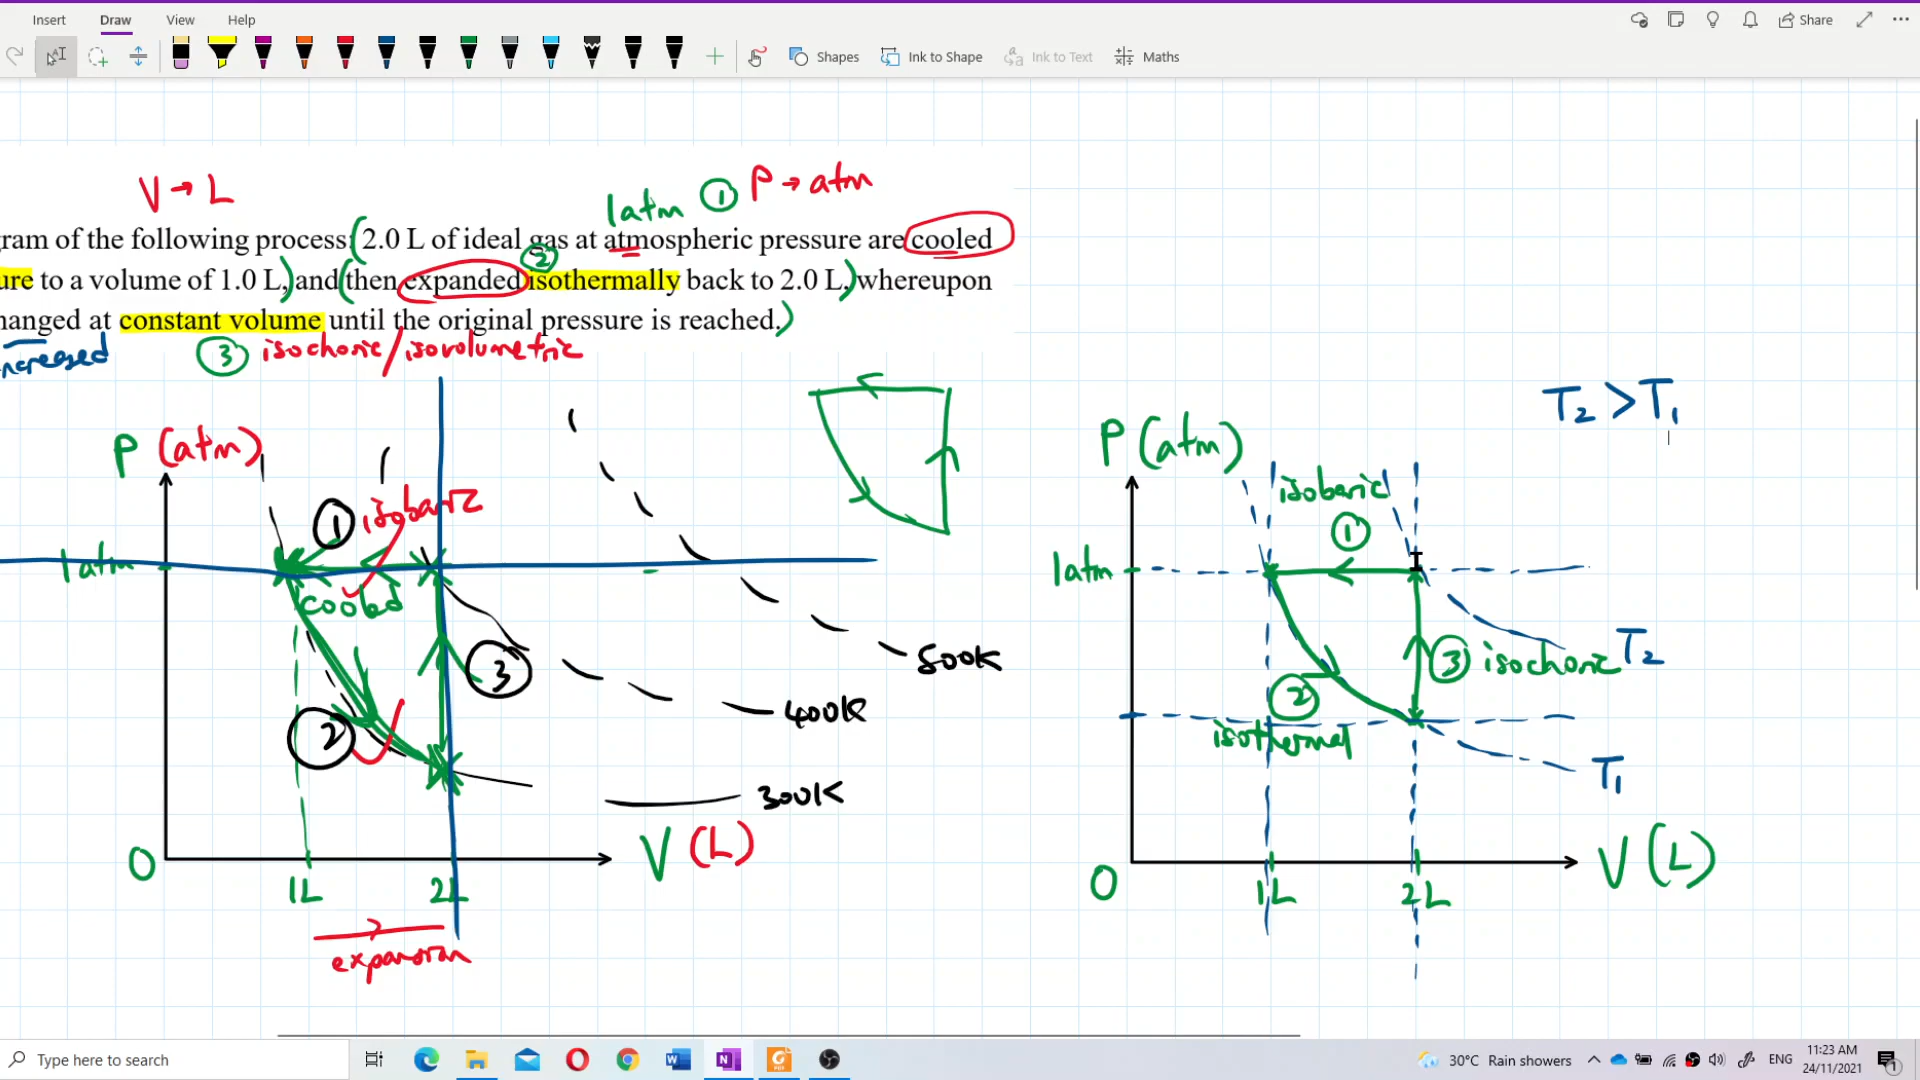 Insert Draw View Help
Share
Shapes Ink to Shape Ink to Text Maths
V → L
1atm ① P → atm
gram of the following process: (2.0 L of ideal gas at atmospheric pressure are cooled
②
ure to a volume of 1.0 L,) and (then expanded isothermally back to 2.0 L,) whereupon
hanged at constant volume until the original pressure is reached.)
increased ③ isochoric / isovolumetric
T₂ > T₁
P (atm)
① isobaric
1atm
cooled
③
②
500K
400K
300K
0 V (L)
1L 2L
expansion
P (atm)
isobaric
①
1atm
③ isochoric T₂
②
isothermal
T₁
0 V (L)
1L 2L
Type here to search
30°C Rain showers ENG 11:23 AM
24/11/2021
1